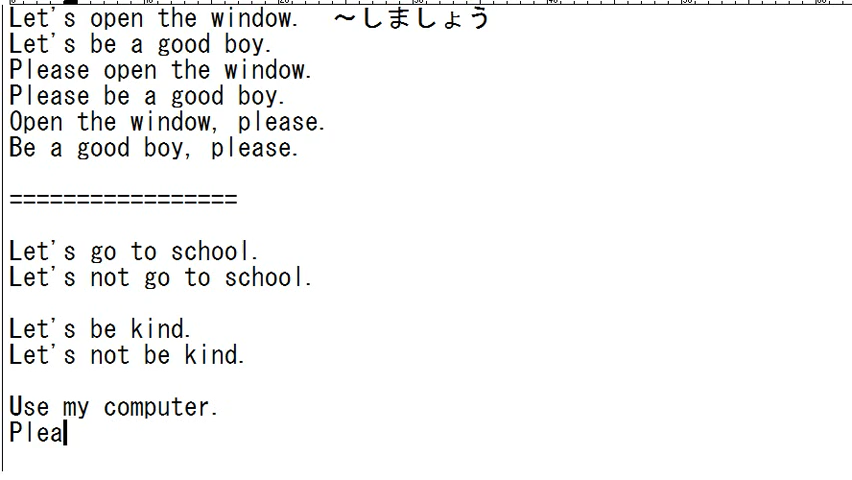 Let's open the window.　～しましょう
Let's be a good boy.
Please open the window.
Please be a good boy.
Open the window, please.
Be a good boy, please.
=================
Let's go to school.
Let's not go to school.
Let's be kind.
Let's not be kind.
Use my computer.
Plea